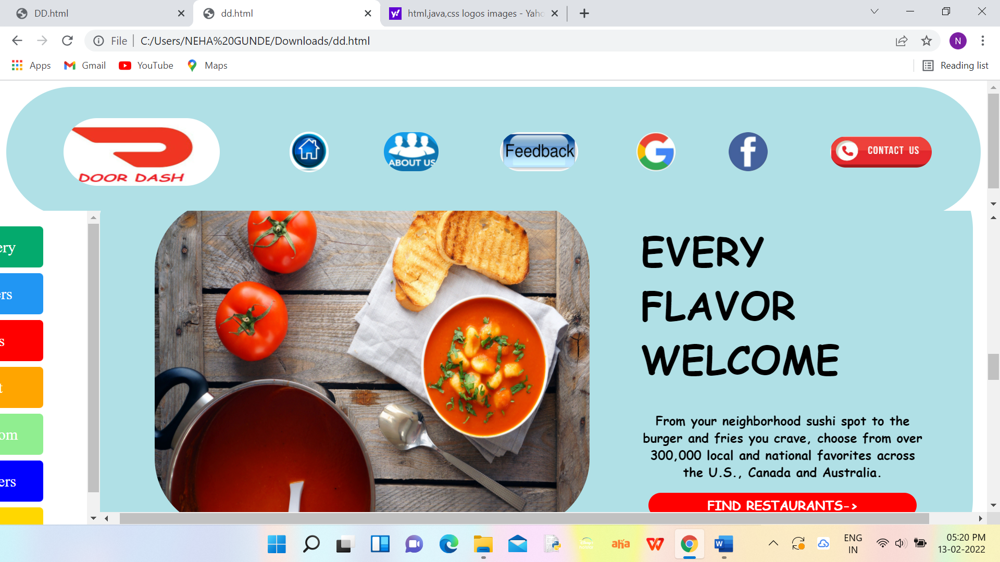 DD.html
dd.html
html,java,css logos images - Yaho
File
C:/Users/NEHA%20GUNDE/Downloads/dd.html
N
Apps
Gmail
YouTube
Maps
Reading list
DOOR DASH
ABOUT US
Feedback
CONTACT US
ery
ers
s
t
om
ers
EVERY
FLAVOR
WELCOME
From your neighborhood sushi spot to the
burger and fries you crave, choose from over
300,000 local and national favorites across
the U.S., Canada and Australia.
FIND RESTAURANTS->
aha
W
ENG
IN
05:20 PM
13-02-2022